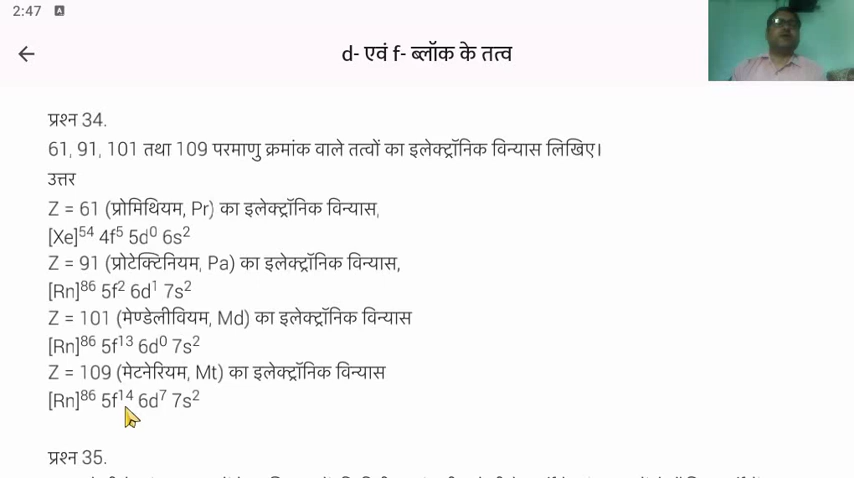 2:47 A
d- एवं f- ब्लॉक के तत्व
प्रश्न 34.
61, 91, 101 तथा 109 परमाणु क्रमांक वाले तत्वों का इलेक्ट्रॉनिक विन्यास लिखिए।
उत्तर
Z = 61 (प्रोमिथियम, Pr) का इलेक्ट्रॉनिक विन्यास,
[Xe]⁵⁴ 4f⁵ 5d⁰ 6s²
Z = 91 (प्रोटेक्टिनियम, Pa) का इलेक्ट्रॉनिक विन्यास,
[Rn]⁸⁶ 5f² 6d¹ 7s²
Z = 101 (मेण्डेलीवियम, Md) का इलेक्ट्रॉनिक विन्यास
[Rn]⁸⁶ 5f¹³ 6d⁰ 7s²
Z = 109 (मेटनेरियम, Mt) का इलेक्ट्रॉनिक विन्यास
[Rn]⁸⁶ 5f¹⁴ 6d⁷ 7s²
प्रश्न 35.